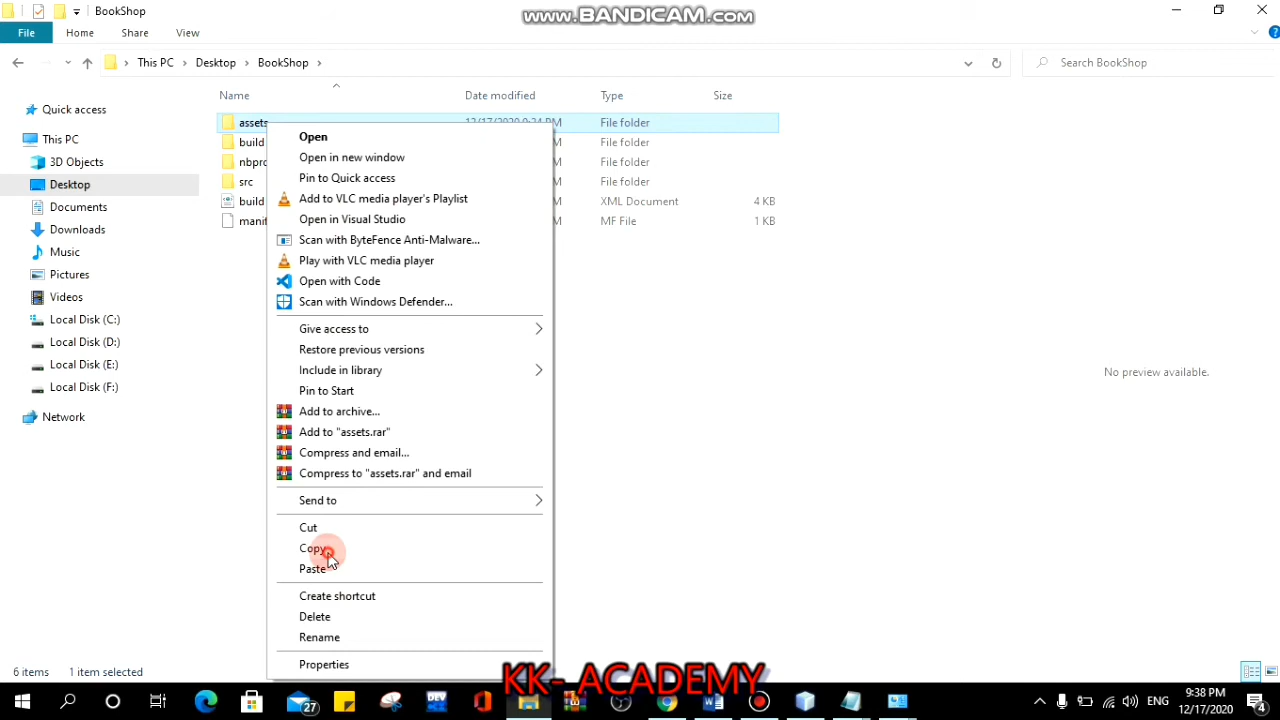 BookShop
www.BANDICAM.com
File Home Share View
This PC Desktop BookShop
Search BookShop
Name Date modified Type Size
Quick access
This PC
3D Objects
Desktop
Documents
Downloads
Music
Pictures
Videos
Local Disk (C:)
Local Disk (D:)
Local Disk (E:)
Local Disk (F:)
Network
assets 12/17/2020 9:34 PM File folder
build M File folder
nbpro M File folder
src M File folder
build M XML Document 4 KB
manif M MF File 1 KB
Open
Open in new window
Pin to Quick access
Add to VLC media player's Playlist
Open in Visual Studio
Scan with ByteFence Anti-Malware...
Play with VLC media player
Open with Code
Scan with Windows Defender...
Give access to
Restore previous versions
Include in library
Pin to Start
Add to archive...
Add to "assets.rar"
Compress and email...
Compress to "assets.rar" and email
Send to
Cut
Copy
Paste
Create shortcut
Delete
Rename
Properties
No preview available.
6 items 1 item selected
KK- ACADEMY
27
DEV
ENG
9:38 PM
12/17/2020
4